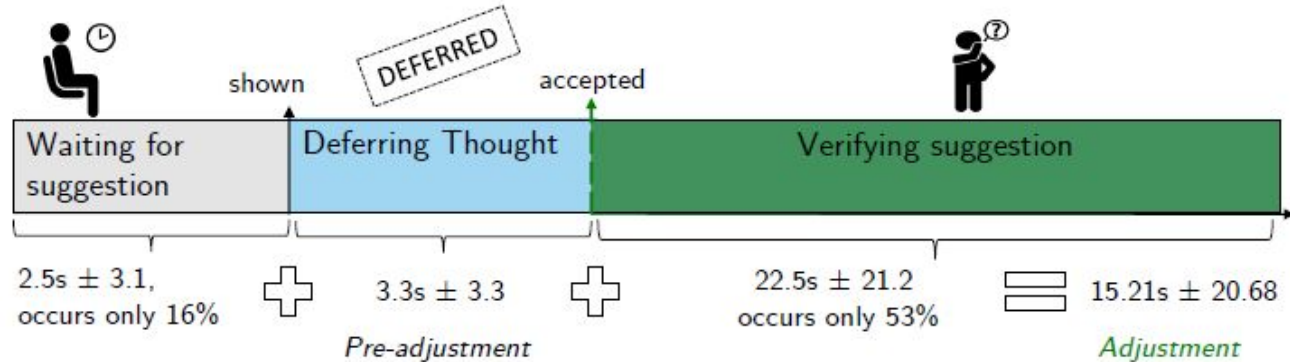 DEFERRED
shown
accepted
?
Waiting for
suggestion
Deferring Thought
Verifying suggestion
2.5s ± 3.1,
occurs only 16%
3.3s ± 3.3
22.5s ± 21.2
occurs only 53%
15.21s ± 20.68
Pre-adjustment
Adjustment